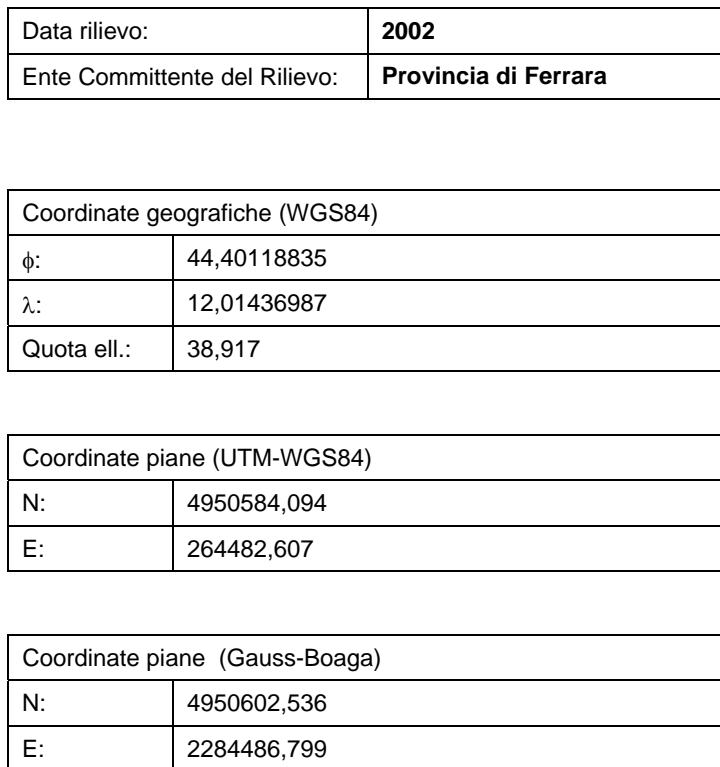 Data rilievo: 2002
Ente Committente del Rilievo: Provincia di Ferrara
Coordinate geografiche (WGS84)
ϕ: 44,40118835
λ: 12,01436987
Quota ell.: 38,917
Coordinate piane (UTM-WGS84)
N: 4950584,094
E: 264482,607
Coordinate piane (Gauss-Boaga)
N: 4950602,536
E: 2284486,799